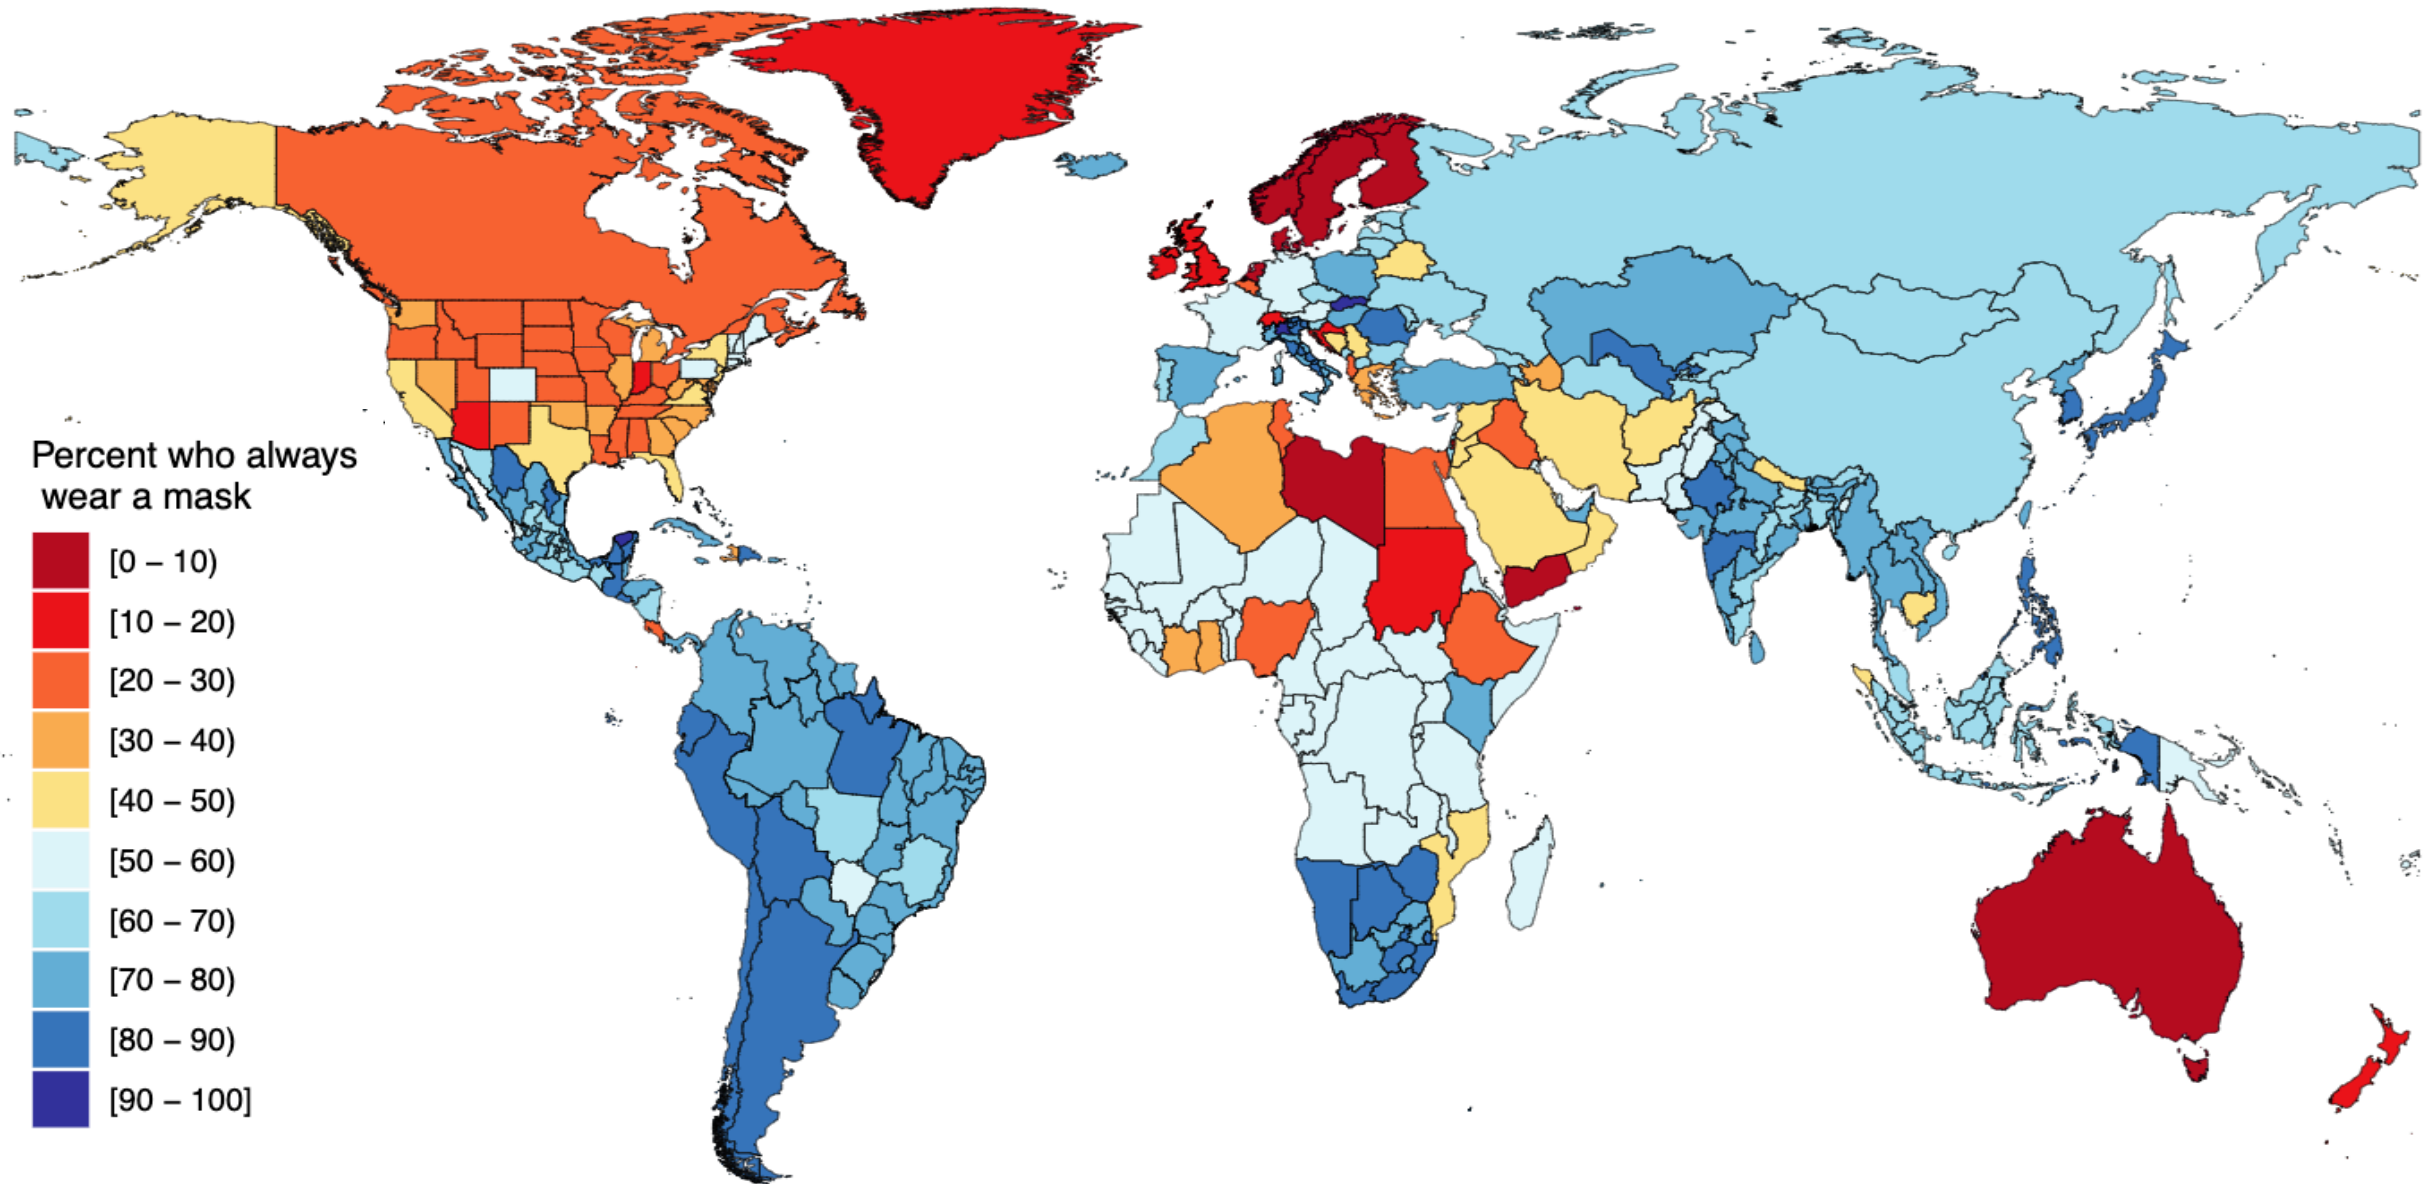 Percent who always
wear a mask
[0 – 10)
[10 – 20)
[20 – 30)
[30 – 40)
[40 – 50)
[50 – 60)
[60 – 70)
[70 – 80)
[80 – 90)
[90 – 100]